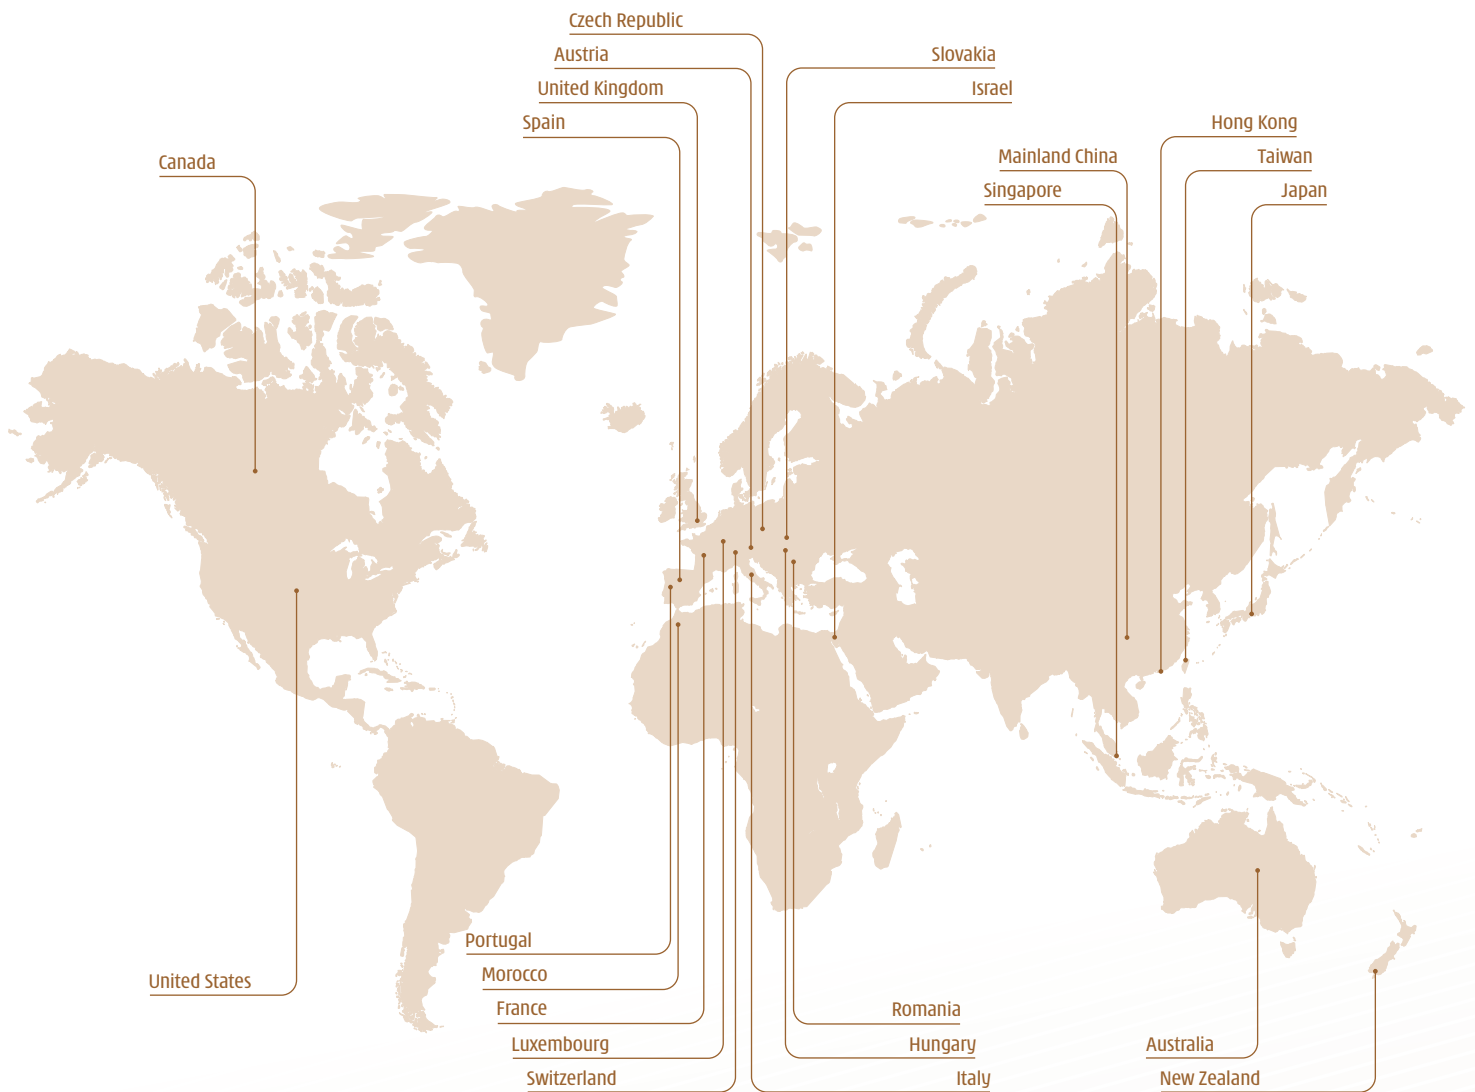 Czech Republic
Austria
Slovakia
United Kingdom
Israel
Spain
Hong Kong
Canada
Mainland China
Taiwan
Singapore
Japan
Portugal
Morocco
United States
France
Romania
Luxembourg
Hungary
Australia
Switzerland
Italy
New Zealand